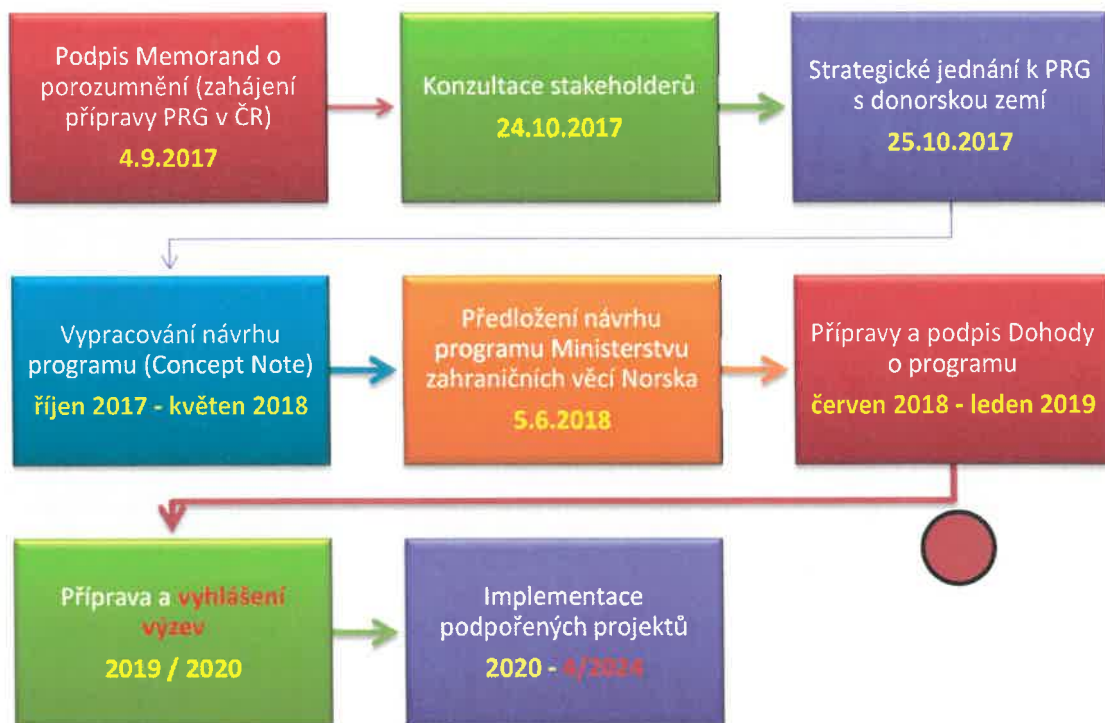 Podpis Memorand o
porozumnění (zahájení
přípravy PRG v ČR)
4.9.2017
Konzultace stakeholderů
24.10.2017
Strategické jednání k PRG
s donorskou zemí
25.10.2017
Vypracování návrhu
programu (Concept Note)
říjen 2017 - květen 2018
Předložení návrhu
programu Ministerstvu
zahraničních věcí Norska
5.6.2018
Přípravy a podpis Dohody
o programu
červen 2018 - leden 2019
Příprava a vyhlášení
výzev
2019 / 2020
Implementace
podpořených projektů
2020 - 4/2024